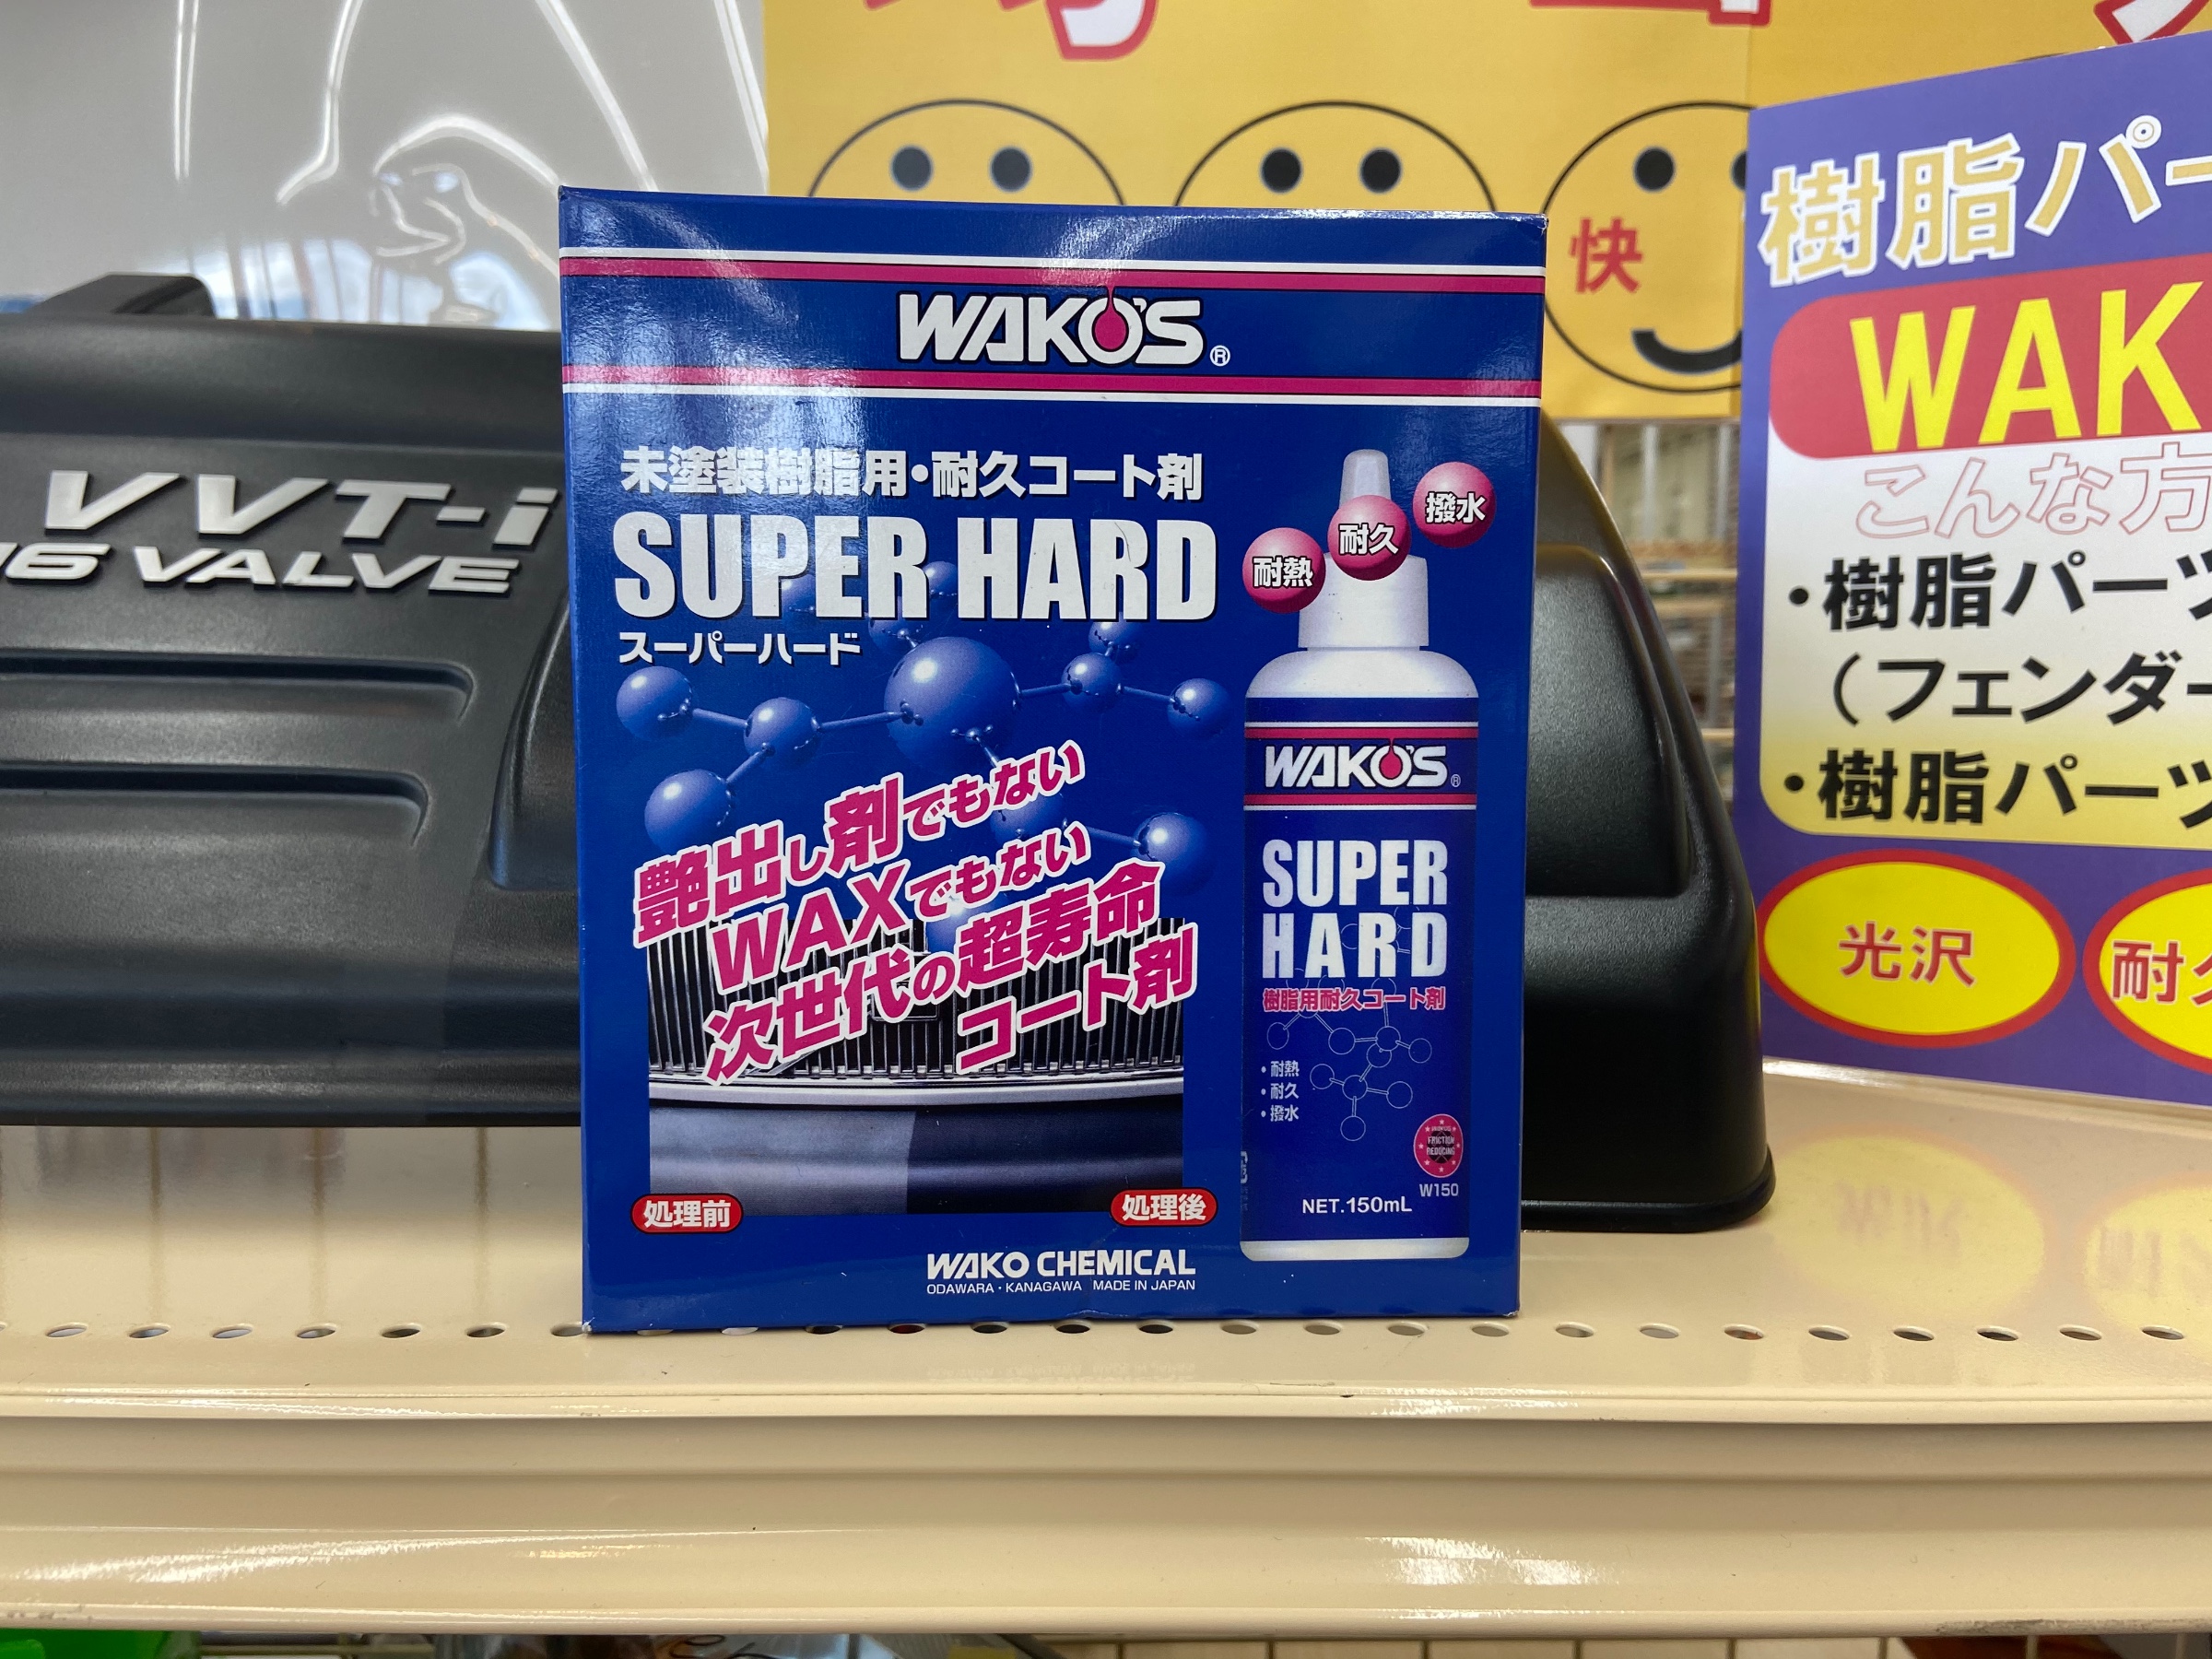 VVT-i
16 VALVE
WAKO'S®
未塗装樹脂用・耐久コート剤
SUPER HARD
スーパーハード
耐熱
耐久
撥水
艶出し剤でもない
WAXでもない
次世代の超寿命
コート剤
処理前
処理後
WAKO CHEMICAL
ODAWARA・KANAGAWA MADE IN JAPAN
WAKO'S®
SUPER
HARD
樹脂用耐久コート剤
・耐熱
・耐久
・撥水
FRICTION
REDUCING
W150
NET.150mL
快
樹脂パー
WAK
こんな方
・樹脂パーツ
（フェンダー
・樹脂パーツ
光沢
耐久